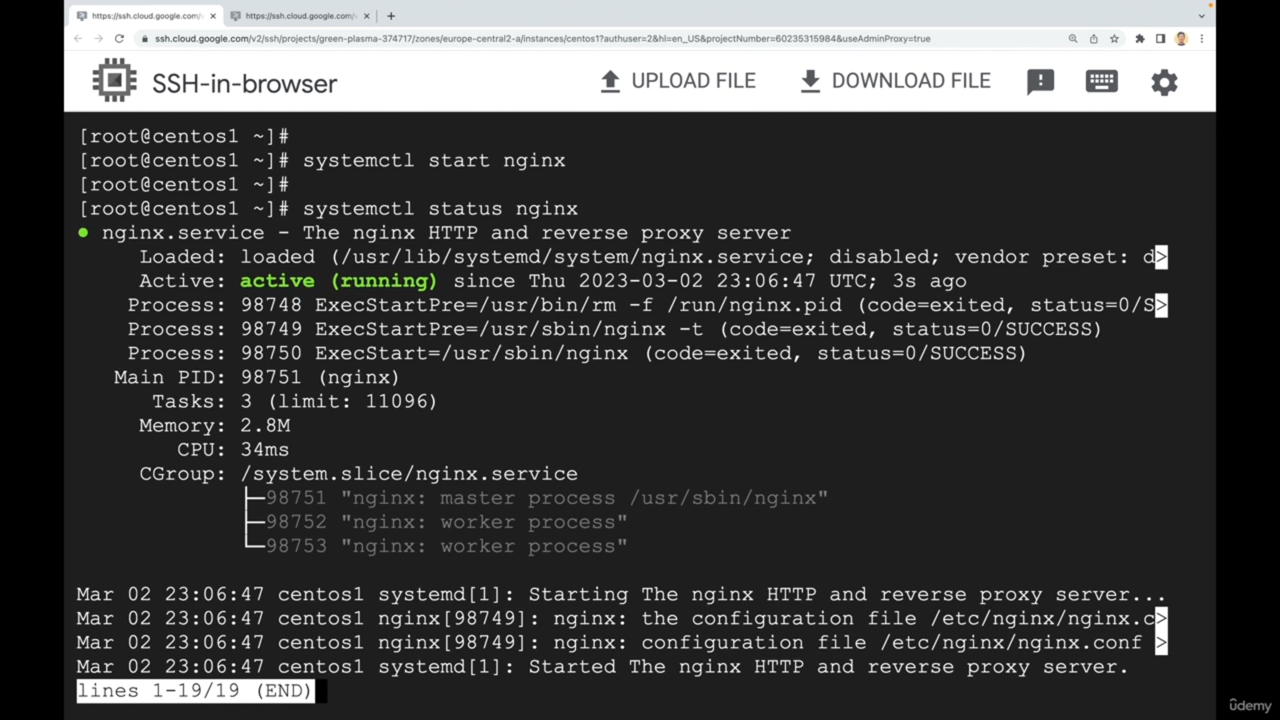 https://ssh.cloud.google.com/v
https://ssh.cloud.google.com/v
ssh.cloud.google.com/v2/ssh/projects/green-plasma-374717/zones/europe-central2-a/instances/centos1?authuser=2&hl=en_US&projectNumber=60235315984&useAdminProxy=true
SSH-in-browser
UPLOAD FILE
DOWNLOAD FILE
[root@centos1 ~]#
[root@centos1 ~]# systemctl start nginx
[root@centos1 ~]#
[root@centos1 ~]# systemctl status nginx
● nginx.service - The nginx HTTP and reverse proxy server
Loaded: loaded (/usr/lib/systemd/system/nginx.service; disabled; vendor preset: d>
Active: active (running) since Thu 2023-03-02 23:06:47 UTC; 3s ago
Process: 98748 ExecStartPre=/usr/bin/rm -f /run/nginx.pid (code=exited, status=0/S>
Process: 98749 ExecStartPre=/usr/sbin/nginx -t (code=exited, status=0/SUCCESS)
Process: 98750 ExecStart=/usr/sbin/nginx (code=exited, status=0/SUCCESS)
Main PID: 98751 (nginx)
Tasks: 3 (limit: 11096)
Memory: 2.8M
CPU: 34ms
CGroup: /system.slice/nginx.service
├─98751 "nginx: master process /usr/sbin/nginx"
├─98752 "nginx: worker process"
└─98753 "nginx: worker process"
Mar 02 23:06:47 centos1 systemd[1]: Starting The nginx HTTP and reverse proxy server...
Mar 02 23:06:47 centos1 nginx[98749]: nginx: the configuration file /etc/nginx/nginx.c>
Mar 02 23:06:47 centos1 nginx[98749]: nginx: configuration file /etc/nginx/nginx.conf >
Mar 02 23:06:47 centos1 systemd[1]: Started The nginx HTTP and reverse proxy server.
lines 1-19/19 (END)
ûdemy